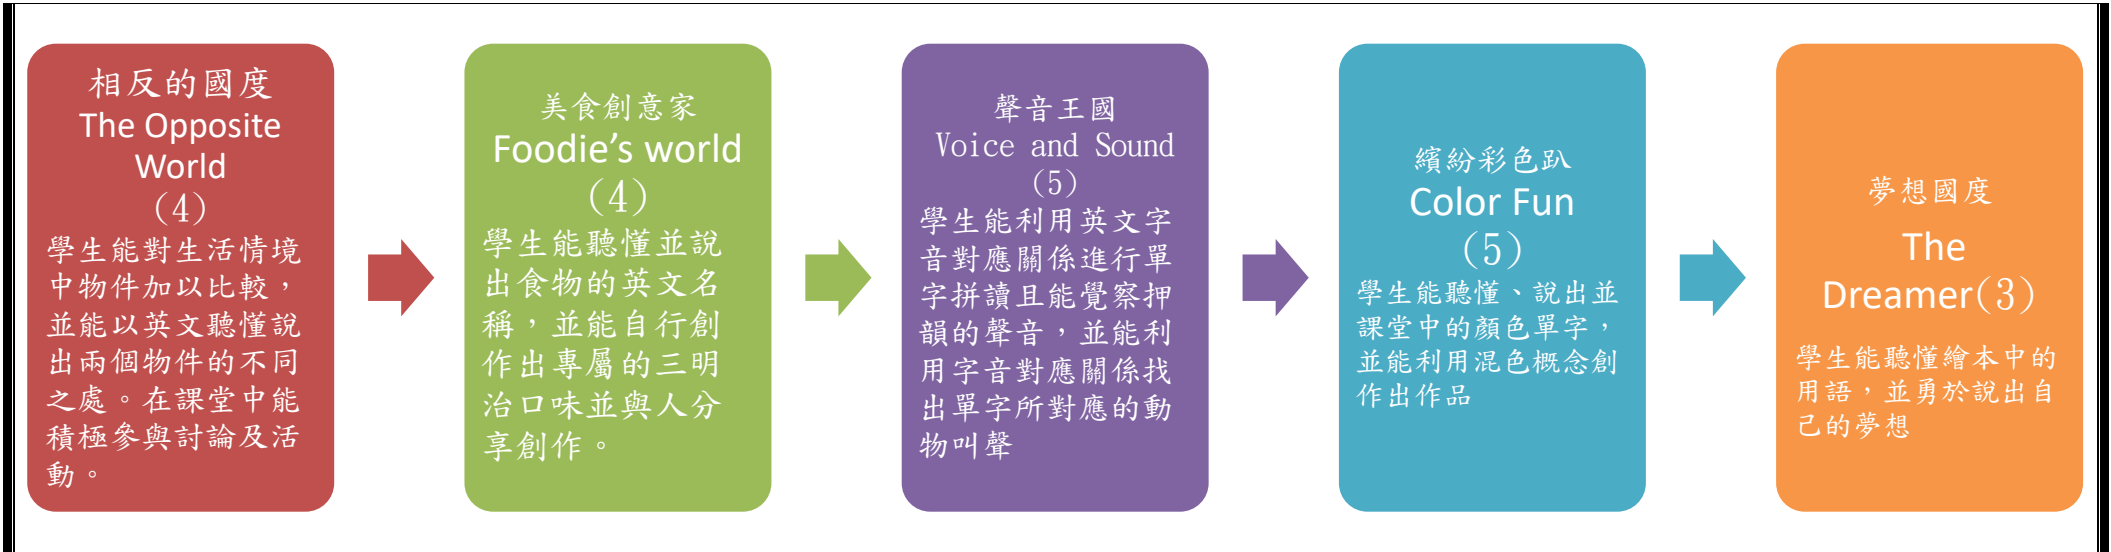 相反的國度
The Opposite
World
(4)
學生能對生活情境
中物件加以比較，
並能以英文聽懂說
出兩個物件的不同
之處。在課堂中能
積極參與討論及活
動。
美食創意家
Foodie’s world
(4)
學生能聽懂並說
出食物的英文名
稱，並能自行創
作出專屬的三明
治口味並與人分
享創作。
聲音王國
Voice and Sound
(5)
學生能利用英文字
音對應關係進行單
字拼讀且能覺察押
韻的聲音，並能利
用字音對應關係找
出單字所對應的動
物叫聲
繽紛彩色趴
Color Fun
(5)
學生能聽懂、說出並
課堂中的顏色單字，
並能利用混色概念創
作出作品
夢想國度
The
Dreamer(3)
學生能聽懂繪本中的
用語，並勇於說出自
己的夢想